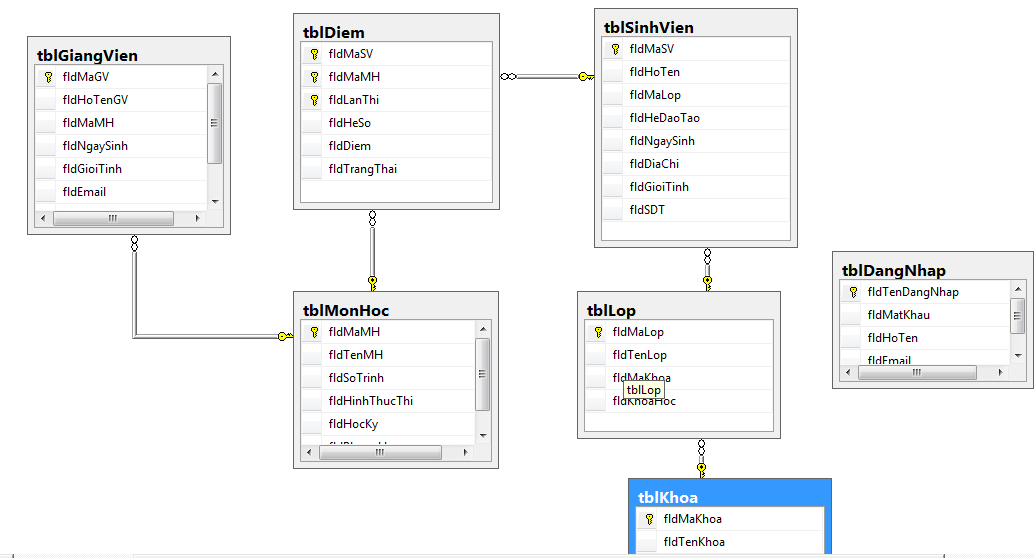 tblGiangVien
fldMaGV
fldHoTenGV
fldMaMH
fldNgaySinh
fldGioiTinh
fldEmail
tblDiem
fldMaSV
fldMaMH
fldLanThi
fldHeSo
fldDiem
fldTrangThai
tblSinhVien
fldMaSV
fldHoTen
fldMaLop
fldHeDaoTao
fldNgaySinh
fldDiaChi
fldGioiTinh
fldSDT
tblMonHoc
fldMaMH
fldTenMH
fldSoTrinh
fldHinhThucThi
fldHocKy
tblLop
fldMaLop
fldTenLop
fldMaKhoa
tblLop
fldKhoaHoc
tblDangNhap
fldTenDangNhap
fldMatKhau
fldHoTen
fldEmail
tblKhoa
fldMaKhoa
fldTenKhoa